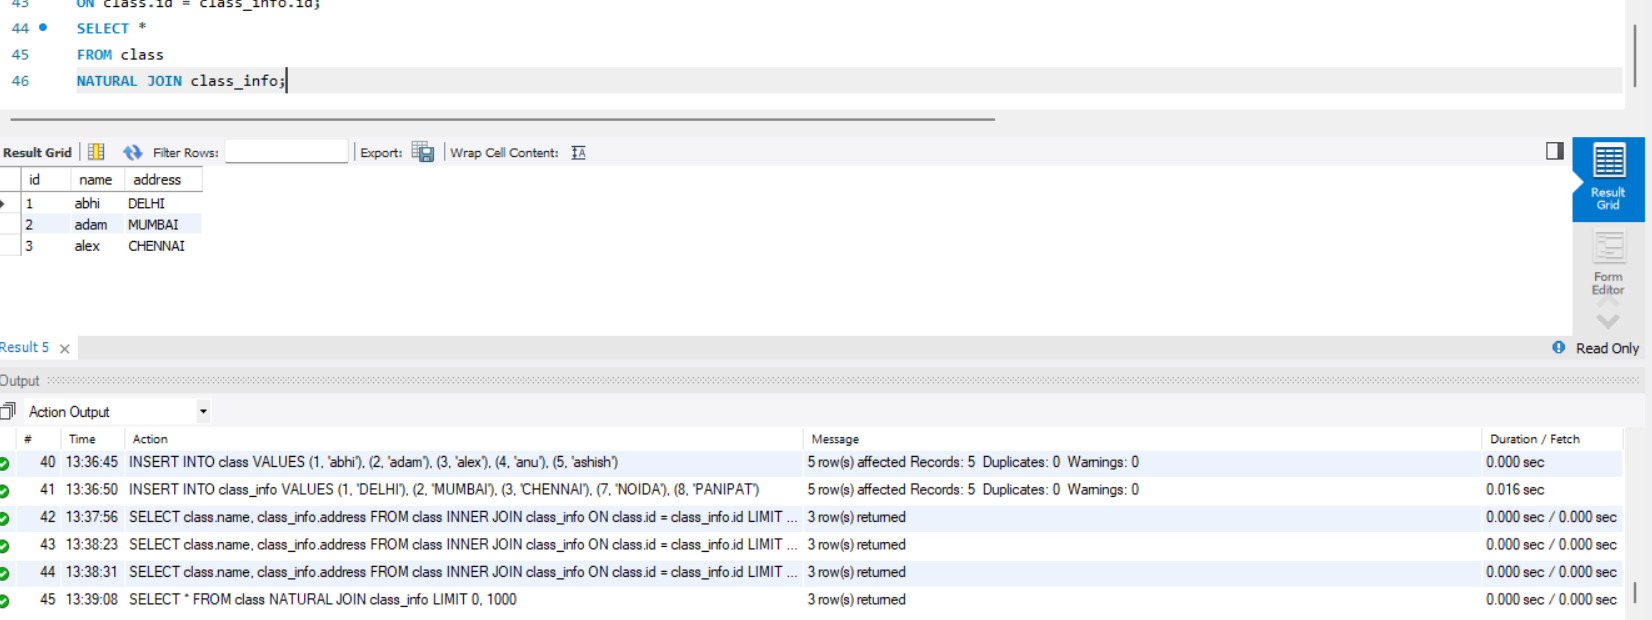 43 ON class.id = class_info.id;
44 SELECT *
45 FROM class
46 NATURAL JOIN class_info;
Result Grid Filter Rows: Export: Wrap Cell Content:
id name address
1 abhi DELHI
2 adam MUMBAI
3 alex CHENNAI
Result Grid
Form Editor
Result 5 Read Only
Output
Action Output
# Time Action Message Duration / Fetch
40 13:36:45 INSERT INTO class VALUES (1, 'abhi'), (2, 'adam'), (3, 'alex'), (4, 'anu'), (5, 'ashish') 5 row(s) affected Records: 5 Duplicates: 0 Warnings: 0 0.000 sec
41 13:36:50 INSERT INTO class_info VALUES (1, 'DELHI'), (2, 'MUMBAI'), (3, 'CHENNAI'), (7, 'NOIDA'), (8, 'PANIPAT') 5 row(s) affected Records: 5 Duplicates: 0 Warnings: 0 0.016 sec
42 13:37:56 SELECT class.name, class_info.address FROM class INNER JOIN class_info ON class.id = class_info.id LIMIT ... 3 row(s) returned 0.000 sec / 0.000 sec
43 13:38:23 SELECT class.name, class_info.address FROM class INNER JOIN class_info ON class.id = class_info.id LIMIT ... 3 row(s) returned 0.000 sec / 0.000 sec
44 13:38:31 SELECT class.name, class_info.address FROM class INNER JOIN class_info ON class.id = class_info.id LIMIT ... 3 row(s) returned 0.000 sec / 0.000 sec
45 13:39:08 SELECT * FROM class NATURAL JOIN class_info LIMIT 0, 1000 3 row(s) returned 0.000 sec / 0.000 sec